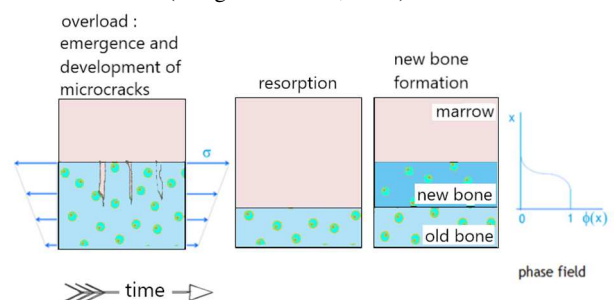 overload :
emergence and
development of
microcracks
σ
resorption
new bone
formation
marrow
new bone
old bone
x
0 1 ϕ(x)
phase field
time